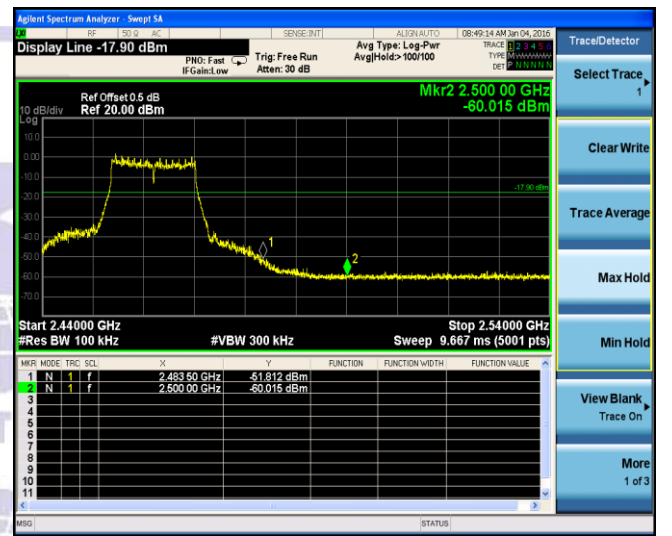 Agilent Spectrum Analyzer - Swept SA
RF 50 Ω AC SENSE:INT ALIGN AUTO 08:49:14 AM Jan 04, 2016
Display Line -17.90 dBm
PNO: Fast
IFGain:Low
Trig: Free Run
Atten: 30 dB
Avg Type: Log-Pwr
Avg|Hold:> 100/100
TRACE 1 2 3 4 5 6
TYPE M
DET P N N N N N
Trace/Detector
Select Trace
1
Clear Write
Trace Average
Max Hold
Min Hold
View Blank
Trace On
More
1 of 3
Mkr2 2.500 00 GHz
-60.015 dBm
Ref Offset 0.5 dB
10 dB/div Ref 20.00 dBm
Log
10.0
0.00
-10.0
-20.0
-30.0
-40.0
-50.0
-60.0
-70.0
-17.90 dBm
1
2
Start 2.44000 GHz Stop 2.54000 GHz
#Res BW 100 kHz #VBW 300 kHz Sweep 9.667 ms (5001 pts)
MKR MODE TRC SCL X Y FUNCTION FUNCTION WIDTH FUNCTION VALUE
1 N 1 f 2.483 50 GHz -51.812 dBm
2 N 1 f 2.500 00 GHz -60.015 dBm
3
4
5
6
7
8
9
10
11
MSG STATUS